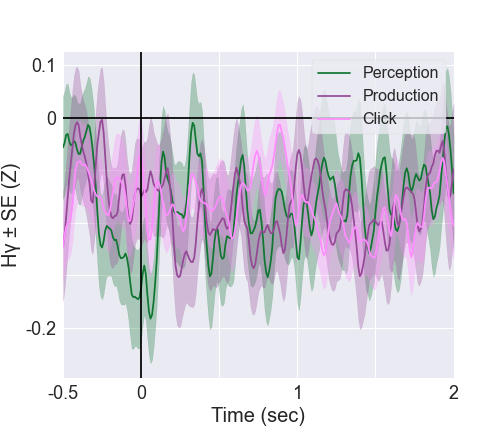 0.1
Perception
Production
Click
0
Hγ ± SE (Z)
-0.2
-0.5
0
1
2
Time (sec)